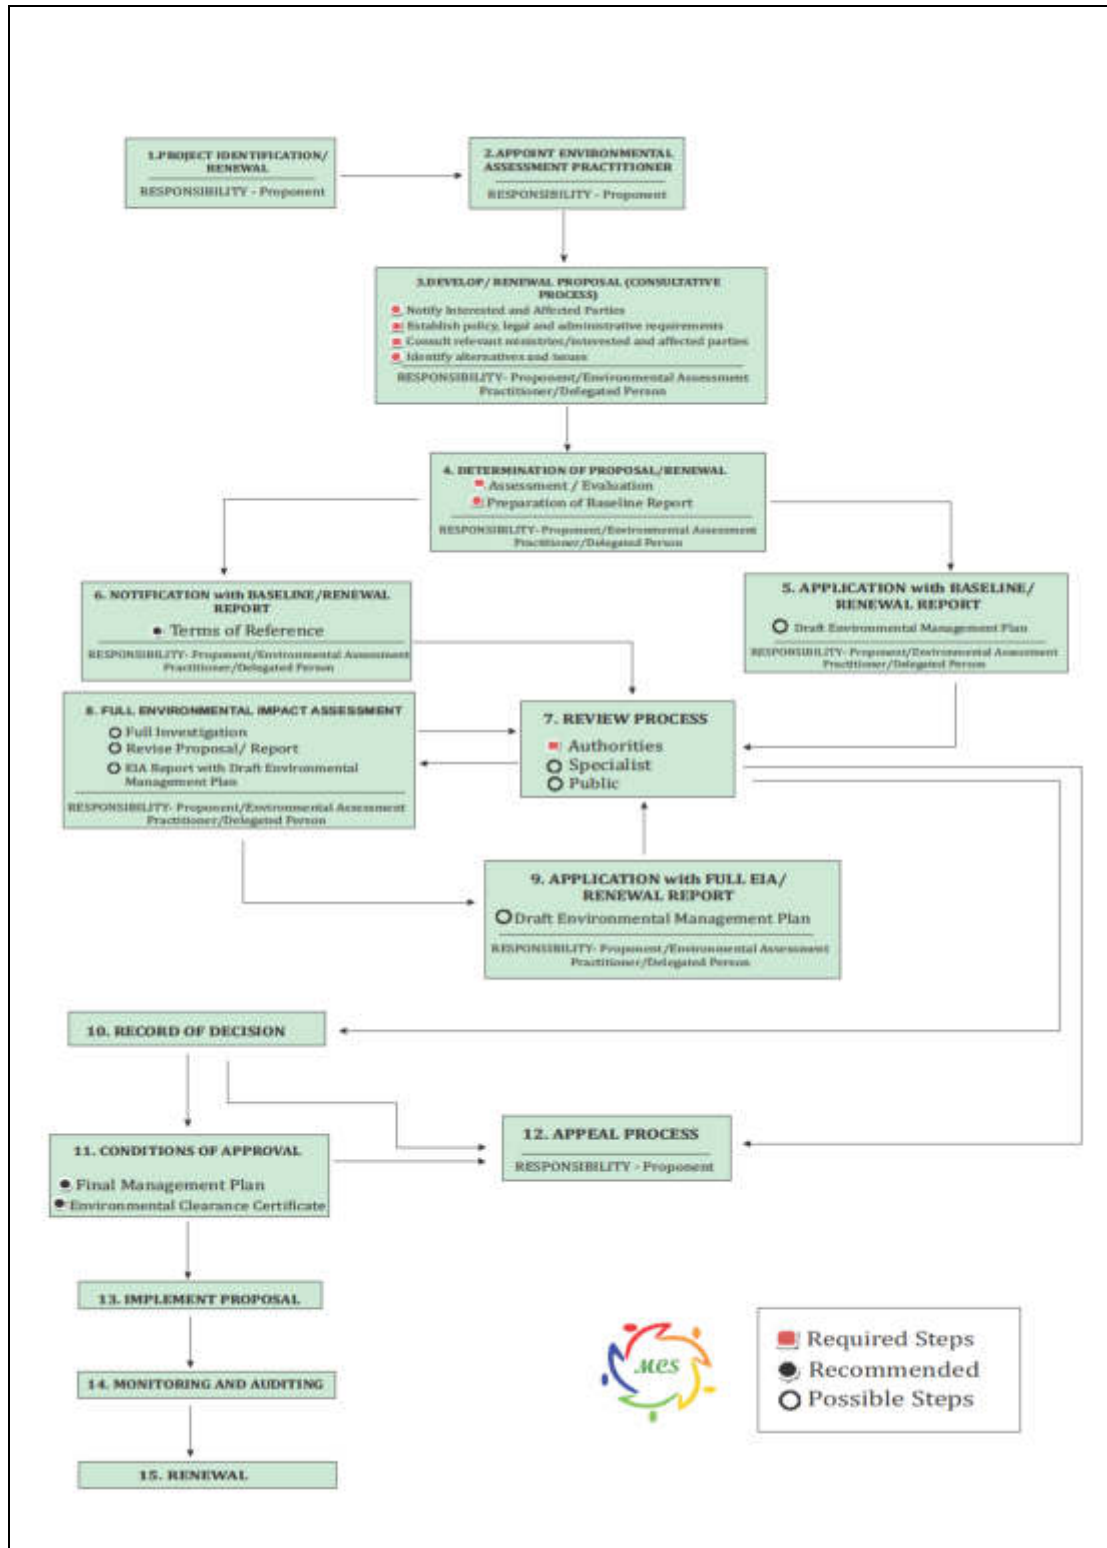 1.PROJECT IDENTIFICATION/
RENEWAL
RESPONSIBILITY - Proponent
2.APPOINT ENVIRONMENTAL
ASSESSMENT PRACTITIONER
RESPONSIBILITY - Proponent
3.DEVELOP/ RENEWAL PROPOSAL (CONSULTATIVE
PROCESS)
Notify Interested and Affected Parties
Establish policy, legal and administrative requirements
Consult relevant ministries/interested and affected parties
Identify alternatives and issues
RESPONSIBILITY- Proponent/Environmental Assessment
Practitioner/Delegated Person
4. DETERMINATION OF PROPOSAL/RENEWAL
Assessment / Evaluation
Preparation of Baseline Report
RESPONSIBILITY- Proponent/Environmental Assessment
Practitioner/Delegated Person
6. NOTIFICATION with BASELINE/RENEWAL
REPORT
Terms of Reference
RESPONSIBILITY- Proponent/Environmental Assessment
Practitioner/Delegated Person
5. APPLICATION with BASELINE/
RENEWAL REPORT
Draft Environmental Management Plan
RESPONSIBILITY- Proponent/Environmental Assessment
Practitioner/Delegated Person
8. FULL ENVIRONMENTAL IMPACT ASSESSMENT
Full Investigation
Revise Proposal/ Report
EIA Report with Draft Environmental
Management Plan
RESPONSIBILITY- Proponent/Environmental Assessment
Practitioner/Delegated Person
7. REVIEW PROCESS
Authorities
Specialist
Public
9. APPLICATION with FULL EIA/
RENEWAL REPORT
Draft Environmental Management Plan
RESPONSIBILITY- Proponent/Environmental Assessment
Practitioner/Delegated Person
10. RECORD OF DECISION
11. CONDITIONS OF APPROVAL
Final Management Plan
Environmental Clearance Certificate
12. APPEAL PROCESS
RESPONSIBILITY - Proponent
13. IMPLEMENT PROPOSAL
14. MONITORING AND AUDITING
15. RENEWAL
MCS
Required Steps
Recommended
Possible Steps